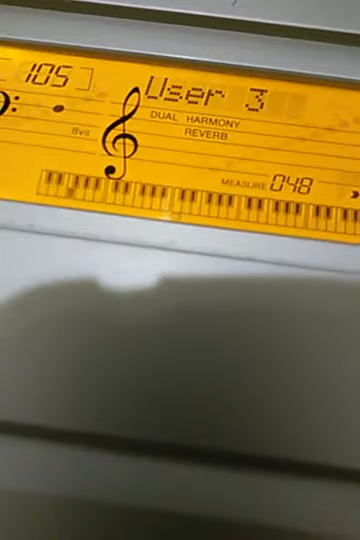 105
User 3
DUAL HARMONY
REVERB
8va
MEASURE 048